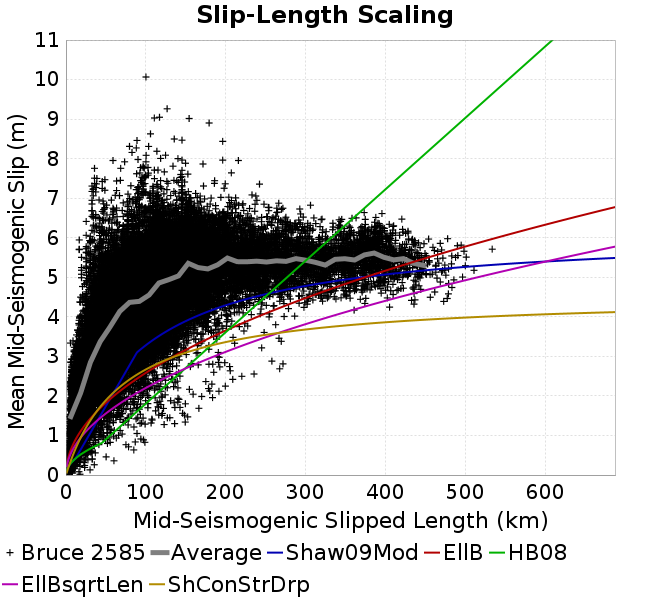 Slip-Length Scaling
Mean Mid-Seismogenic Slip (m)
11
10
9
8
7
6
5
4
3
2
1
0
0 100 200 300 400 500 600
Mid-Seismogenic Slipped Length (km)
Bruce 2585 Average Shaw09Mod EllB HB08
EllBsqrtLen ShConStrDrp